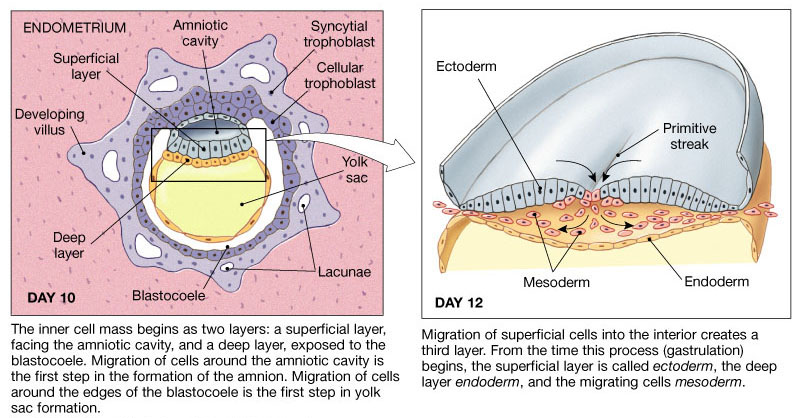 ENDOMETRIUM
Amniotic
cavity
Syncytial
trophoblast
Superficial
layer
Cellular
trophoblast
Developing
villus
Yolk
sac
Deep
layer
Lacunae
Blastocoele
DAY 10
The inner cell mass begins as two layers: a superficial layer,
facing the amniotic cavity, and a deep layer, exposed to the
blastocoele. Migration of cells around the amniotic cavity is
the first step in the formation of the amnion. Migration of cells
around the edges of the blastocoele is the first step in yolk
sac formation.
Ectoderm
Primitive
streak
Mesoderm
Endoderm
DAY 12
Migration of superficial cells into the interior creates a
third layer. From the time this process (gastrulation)
begins, the superficial layer is called ectoderm, the deep
layer endoderm, and the migrating cells mesoderm.